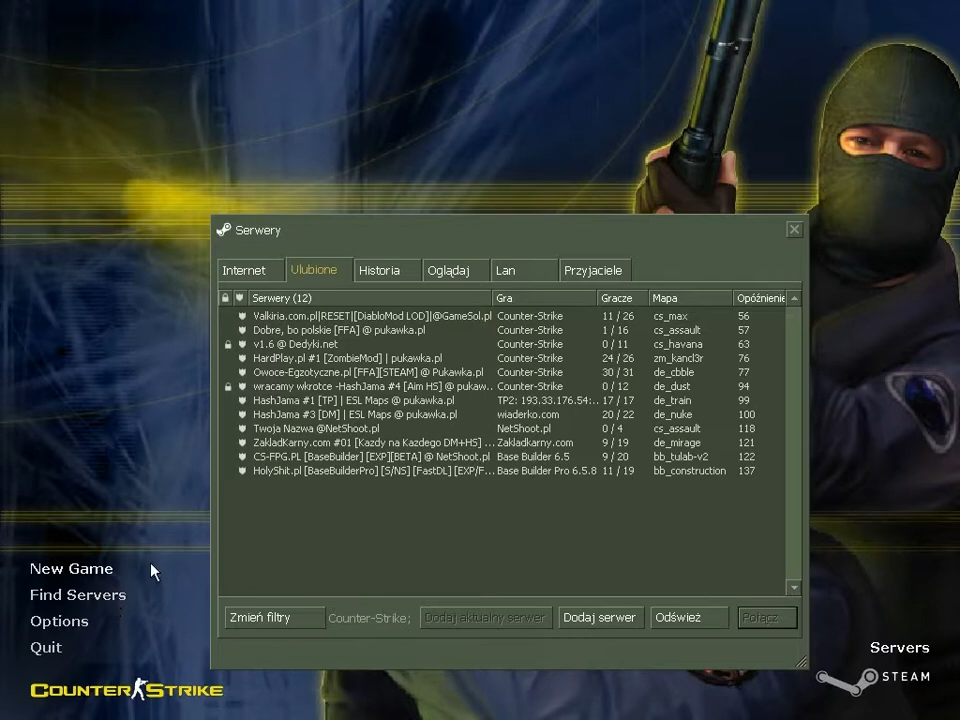 Serwery
Internet Ulubione Historia Oglądaj Lan Przyjaciele
Serwery (12) Gra Gracze Mapa Opóźnienie
Valkiria.com.pl|RESET|[DiabloMod LOD]|@GameSol.pl Counter-Strike 11 / 26 cs_max 56
Dobre, bo polskie [FFA] @ pukawka.pl Counter-Strike 1 / 16 cs_assault 57
v1.6 @ Dedyki.net Counter-Strike 0 / 11 cs_havana 63
HardPlay.pl #1 [ZombieMod] | pukawka.pl Counter-Strike 24 / 26 zm_kancl3r 76
Owoce-Egzotyczne.pl [FFA][STEAM] @ Pukawka.pl Counter-Strike 30 / 31 de_cbble 77
wracamy wkrotce -HashJama #4 [Aim HS] @ pukaw... Counter-Strike 0 / 12 de_dust 94
HashJama #1 [TP] | ESL Maps @ pukawka.pl TP2: 193.33.176.54:... 17 / 17 de_train 99
HashJama #3 [DM] | ESL Maps @ pukawka.pl wiaderko.com 20 / 22 de_nuke 100
Twoja Nazwa @NetShoot.pl NetShoot.pl 0 / 4 cs_assault 118
ZakladKarny.com #01 [Kazdy na Kazdego DM+HS] ... Zakladkarny.com 9 / 19 de_mirage 121
CS-FPG.PL [BaseBuilder] [EXP][BETA] @ NetShoot.pl Base Builder 6.5 9 / 20 bb_tulab-v2 122
HolyShit.pl [BaseBuilderPro] [S/NS] [FastDL] [EXP/F... Base Builder Pro 6.5.8 11 / 19 bb_construction 137
New Game
Find Servers
Options
Quit
Zmień filtry Counter-Strike; Dodaj aktualny serwer Dodaj serwer Odśwież Połącz
Servers
COUNTER STRIKE
STEAM